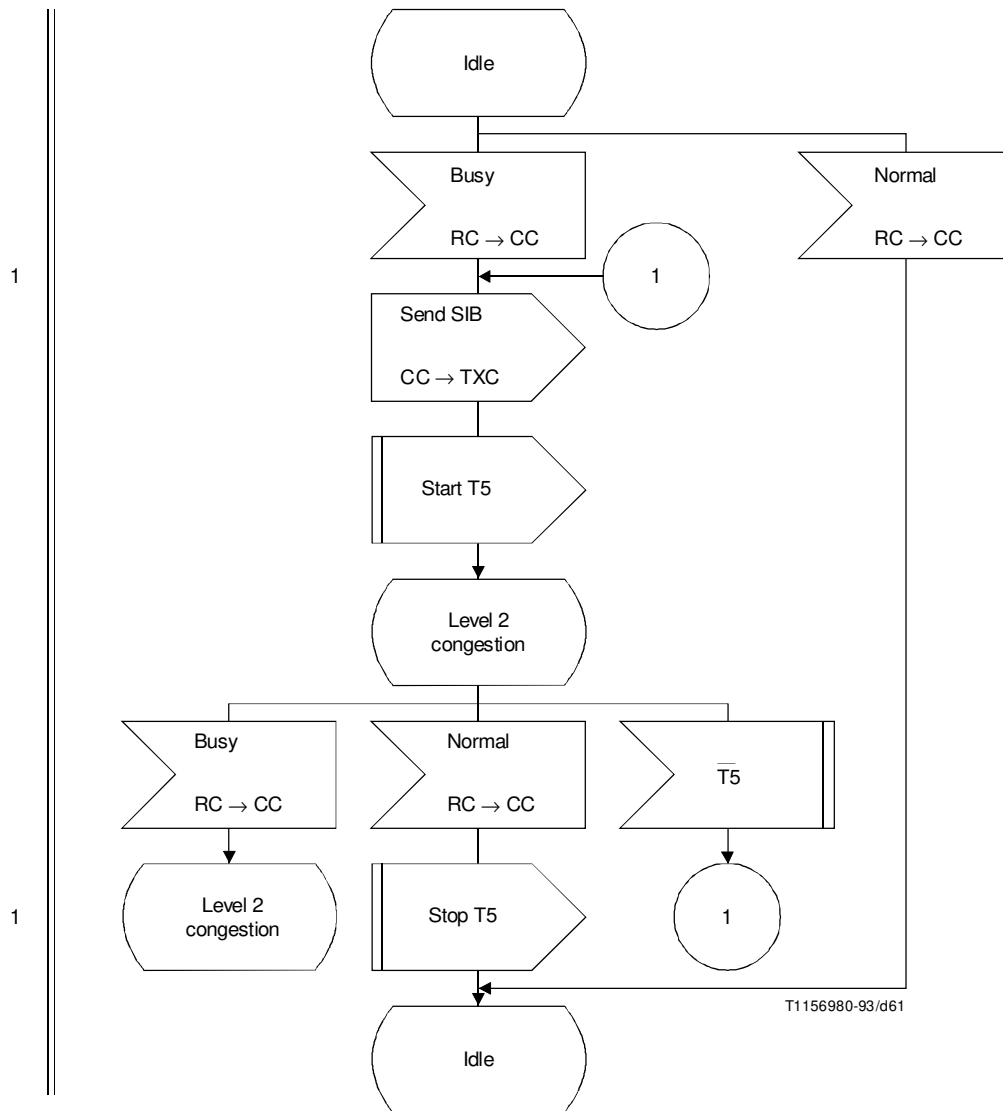 Idle
Busy
RC → CC
Normal
RC → CC
1
1
Send SIB
CC → TXC
Start T5
Level 2
congestion
Busy
RC → CC
Normal
RC → CC
T̅5
1
Level 2
congestion
Stop T5
1
T1156980-93/d61
Idle